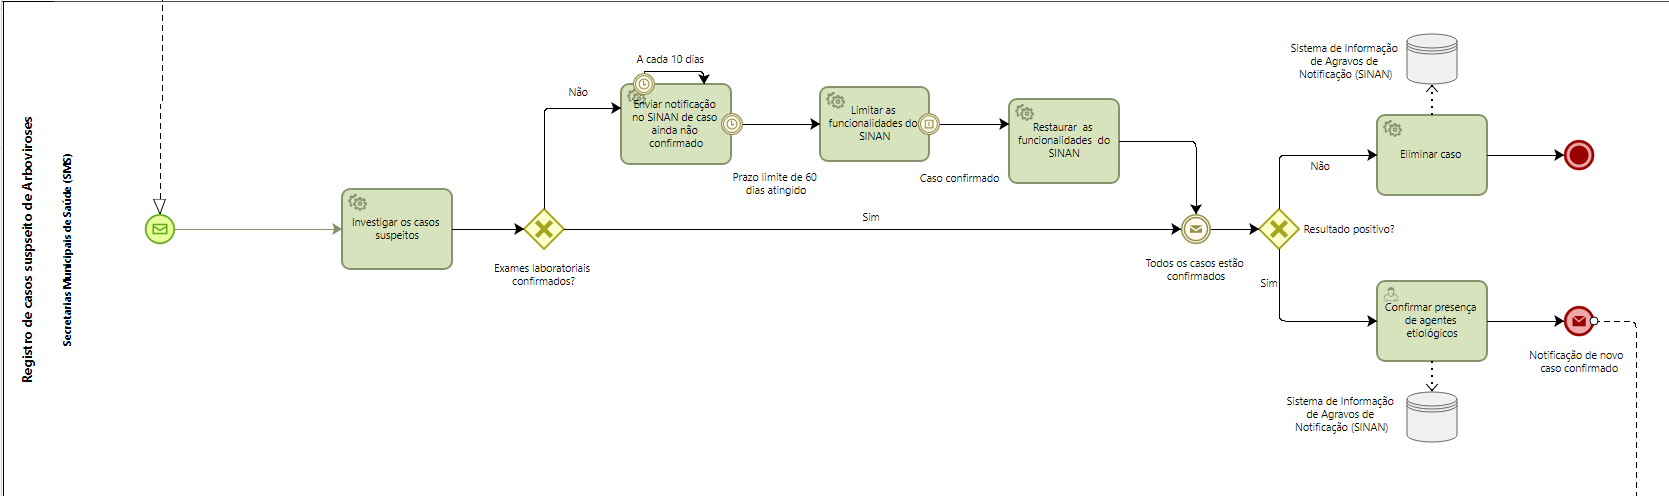 Registro de casos suspseito de Arboviroses
Secretarias Municipais de Saúde (SMS)
Investigar os casos
suspeitos
Exames laboratoriais
confirmados?
Não
A cada 10 dias
Enviar notificação
no SINAN de caso
ainda não
confirmado
Prazo limite de 60
dias atingido
Limitar as
funcionalidades do
SINAN
Caso confirmado
Restaurar as
funcionalidades do
SINAN
Sim
Todos os casos estão
confirmados
Resultado positivo?
Não
Sistema de Informação
de Agravos de
Notificação (SINAN)
Eliminar caso
Sim
Confirmar presença
de agentes
etiológicos
Sistema de Informação
de Agravos de
Notificação (SINAN)
Notificação de novo
caso confirmado